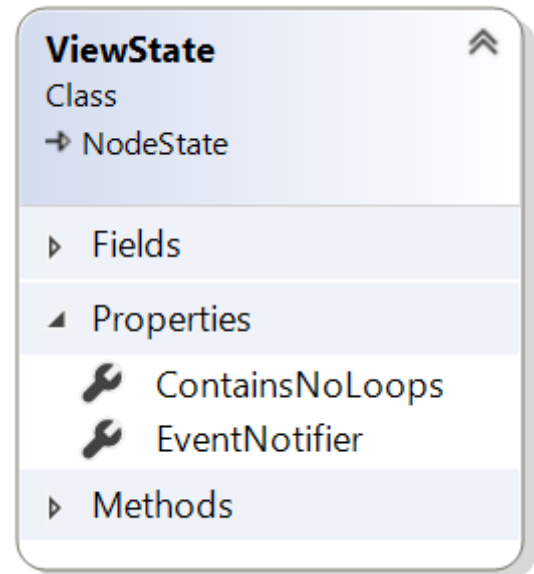 ViewState
Class
NodeState
Fields
Properties
ContainsNoLoops
EventNotifier
Methods